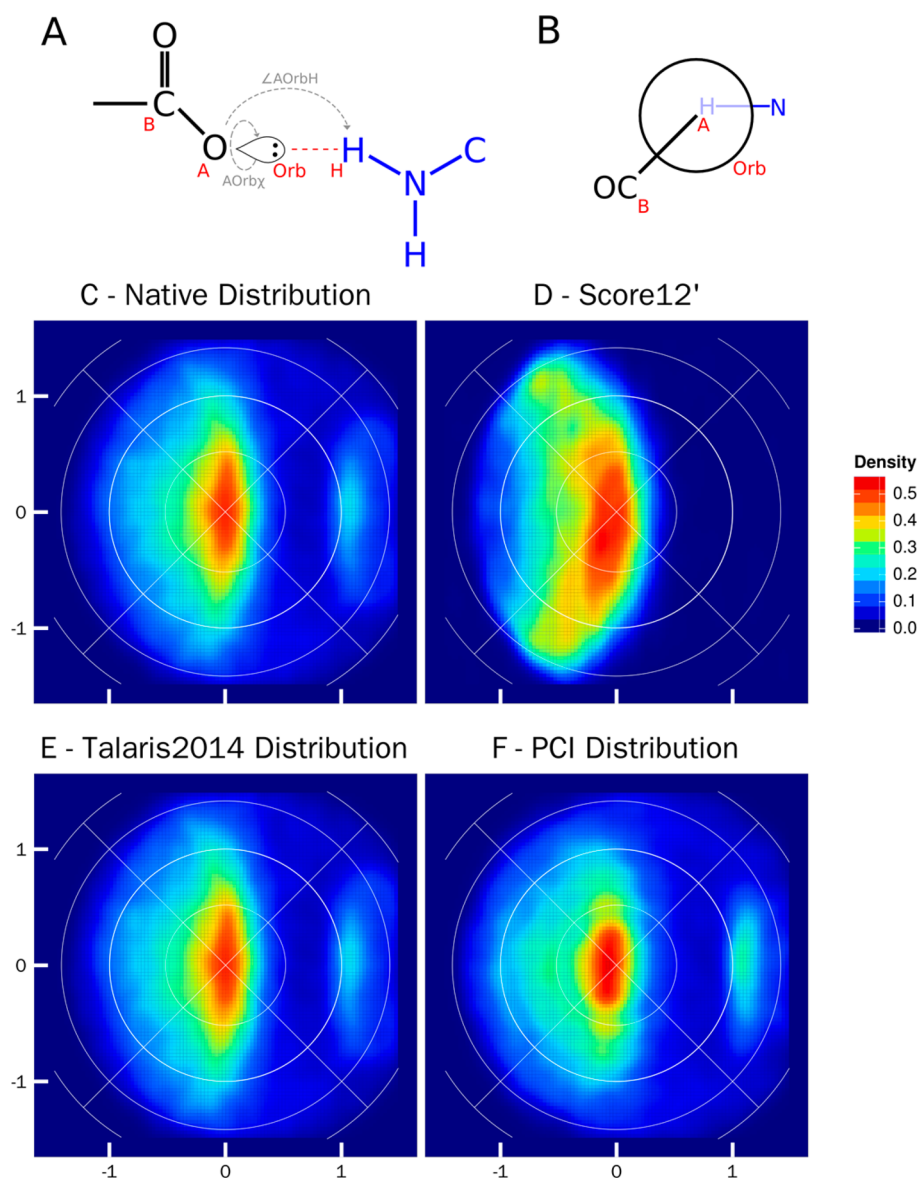 A
B
O
C
B
O
A
∠AOrbH
AOrbχ
Orb
H
H
N
C
H
H
N
A
OC
B
Orb
C - Native Distribution
D - Score12'
1
0
-1
Density
0.5
0.4
0.3
0.2
0.1
0.0
E - Talaris2014 Distribution
F - PCI Distribution
1
0
-1
-1
0
1
-1
0
1